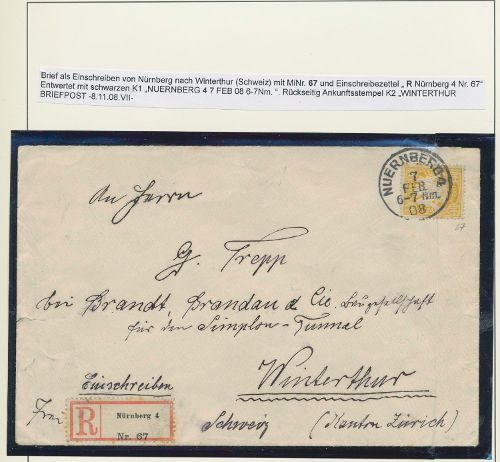 Brief als Einschreiben von Nürnberg nach Winterthur (Schweiz) mit MiNr. 67 und Einschreibezettel „ R Nürnberg 4 Nr. 67“
Entwertet mit schwarzen K1 „NUERNBERG 4 7 FEB 08 6-7Nm. “. Rückseitig Ankunftsstempel K2 „WINTERTHUR
BRIEFPOST -8.11.08.VII-
NUERNBERG 4
7
FEB
6-7 Nm.
08
67
An Herrn
G. Trepp
bei Brandt, Brandau & Cie. Baugesellschaft
für den Simplon-Tunnel
Einschreiben
Winterthur
Frei
Schweiz (Kanton Zürich)
R
Nürnberg 4
Nr. 67